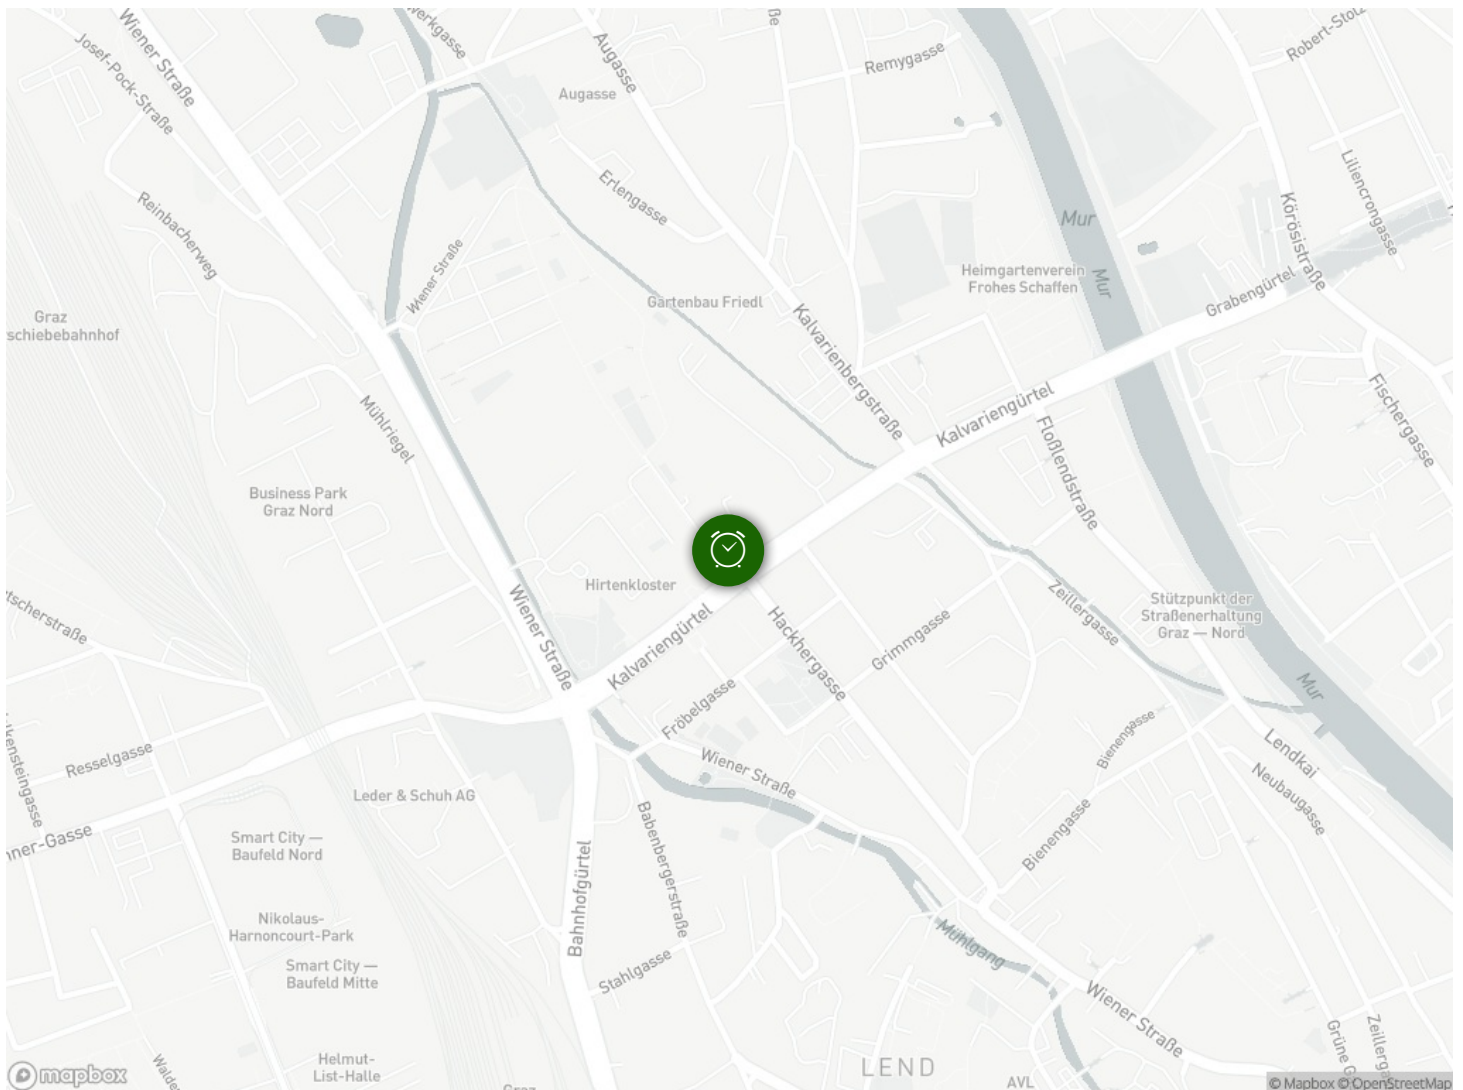 Wiener Straße
Josef-Pock-Straße
Augasse
Remygasse
Augasse
Erlengasse
Liliencrongasse
Körösistraße
Mur
Mur
Reinbacherweg
Wiener Straße
Heimgartenverein
Frohes Schaffen
Grabengürtel
Gartenbau Friedl
Graz
Kalvarienbergstraße
Mühlriegel
Kalvariengürtel
Fischergasse
Floßlendstraße
Business Park
Graz Nord
Hirtenkloster
Wiener Straße
Kalvariengürtel
Hackhergasse
Grimmgasse
Zeillergasse
Stützpunkt der
Straßenerhaltung
Graz — Nord
Mur
Fröbelgasse
Bienengasse
Lendkai
Resselgasse
Wiener Straße
Neubaugasse
Leder & Schuh AG
Smart City —
Baufeld Nord
Babenbergerstraße
Bienengasse
Bahnhofgürtel
Nikolaus-
Harnoncourt-Park
Mühlgang
Smart City —
Baufeld Mitte
Stahlgasse
Wiener Straße
Helmut-
List-Halle
LEND
AVL
mapbox
© Mapbox © OpenStreetMap